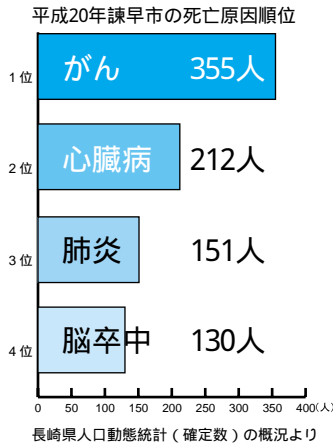 平成20年諫早市の死亡原因順位
1位 がん 355人
2位 心臓病 212人
3位 肺炎 151人
4位 脳卒中 130人
0 50 100 150 200 250 300 350 400(人)
長崎県人口動態統計（確定数）の概況より